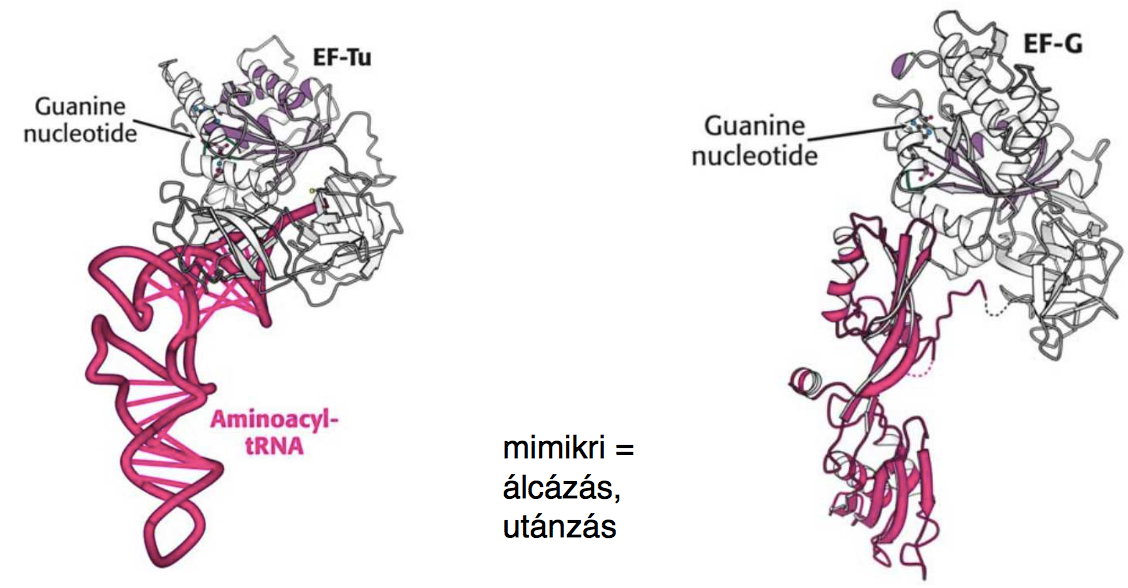 EF-Tu
Guanine
nucleotide
Aminoacyl-
tRNA
mimikri =
álcázás,
utánzás
EF-G
Guanine
nucleotide